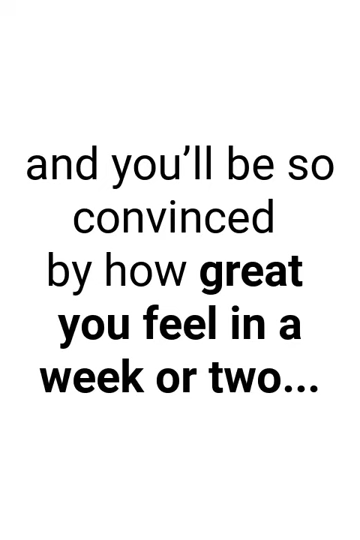 and you’ll be so
convinced
by how great
you feel in a
week or two...